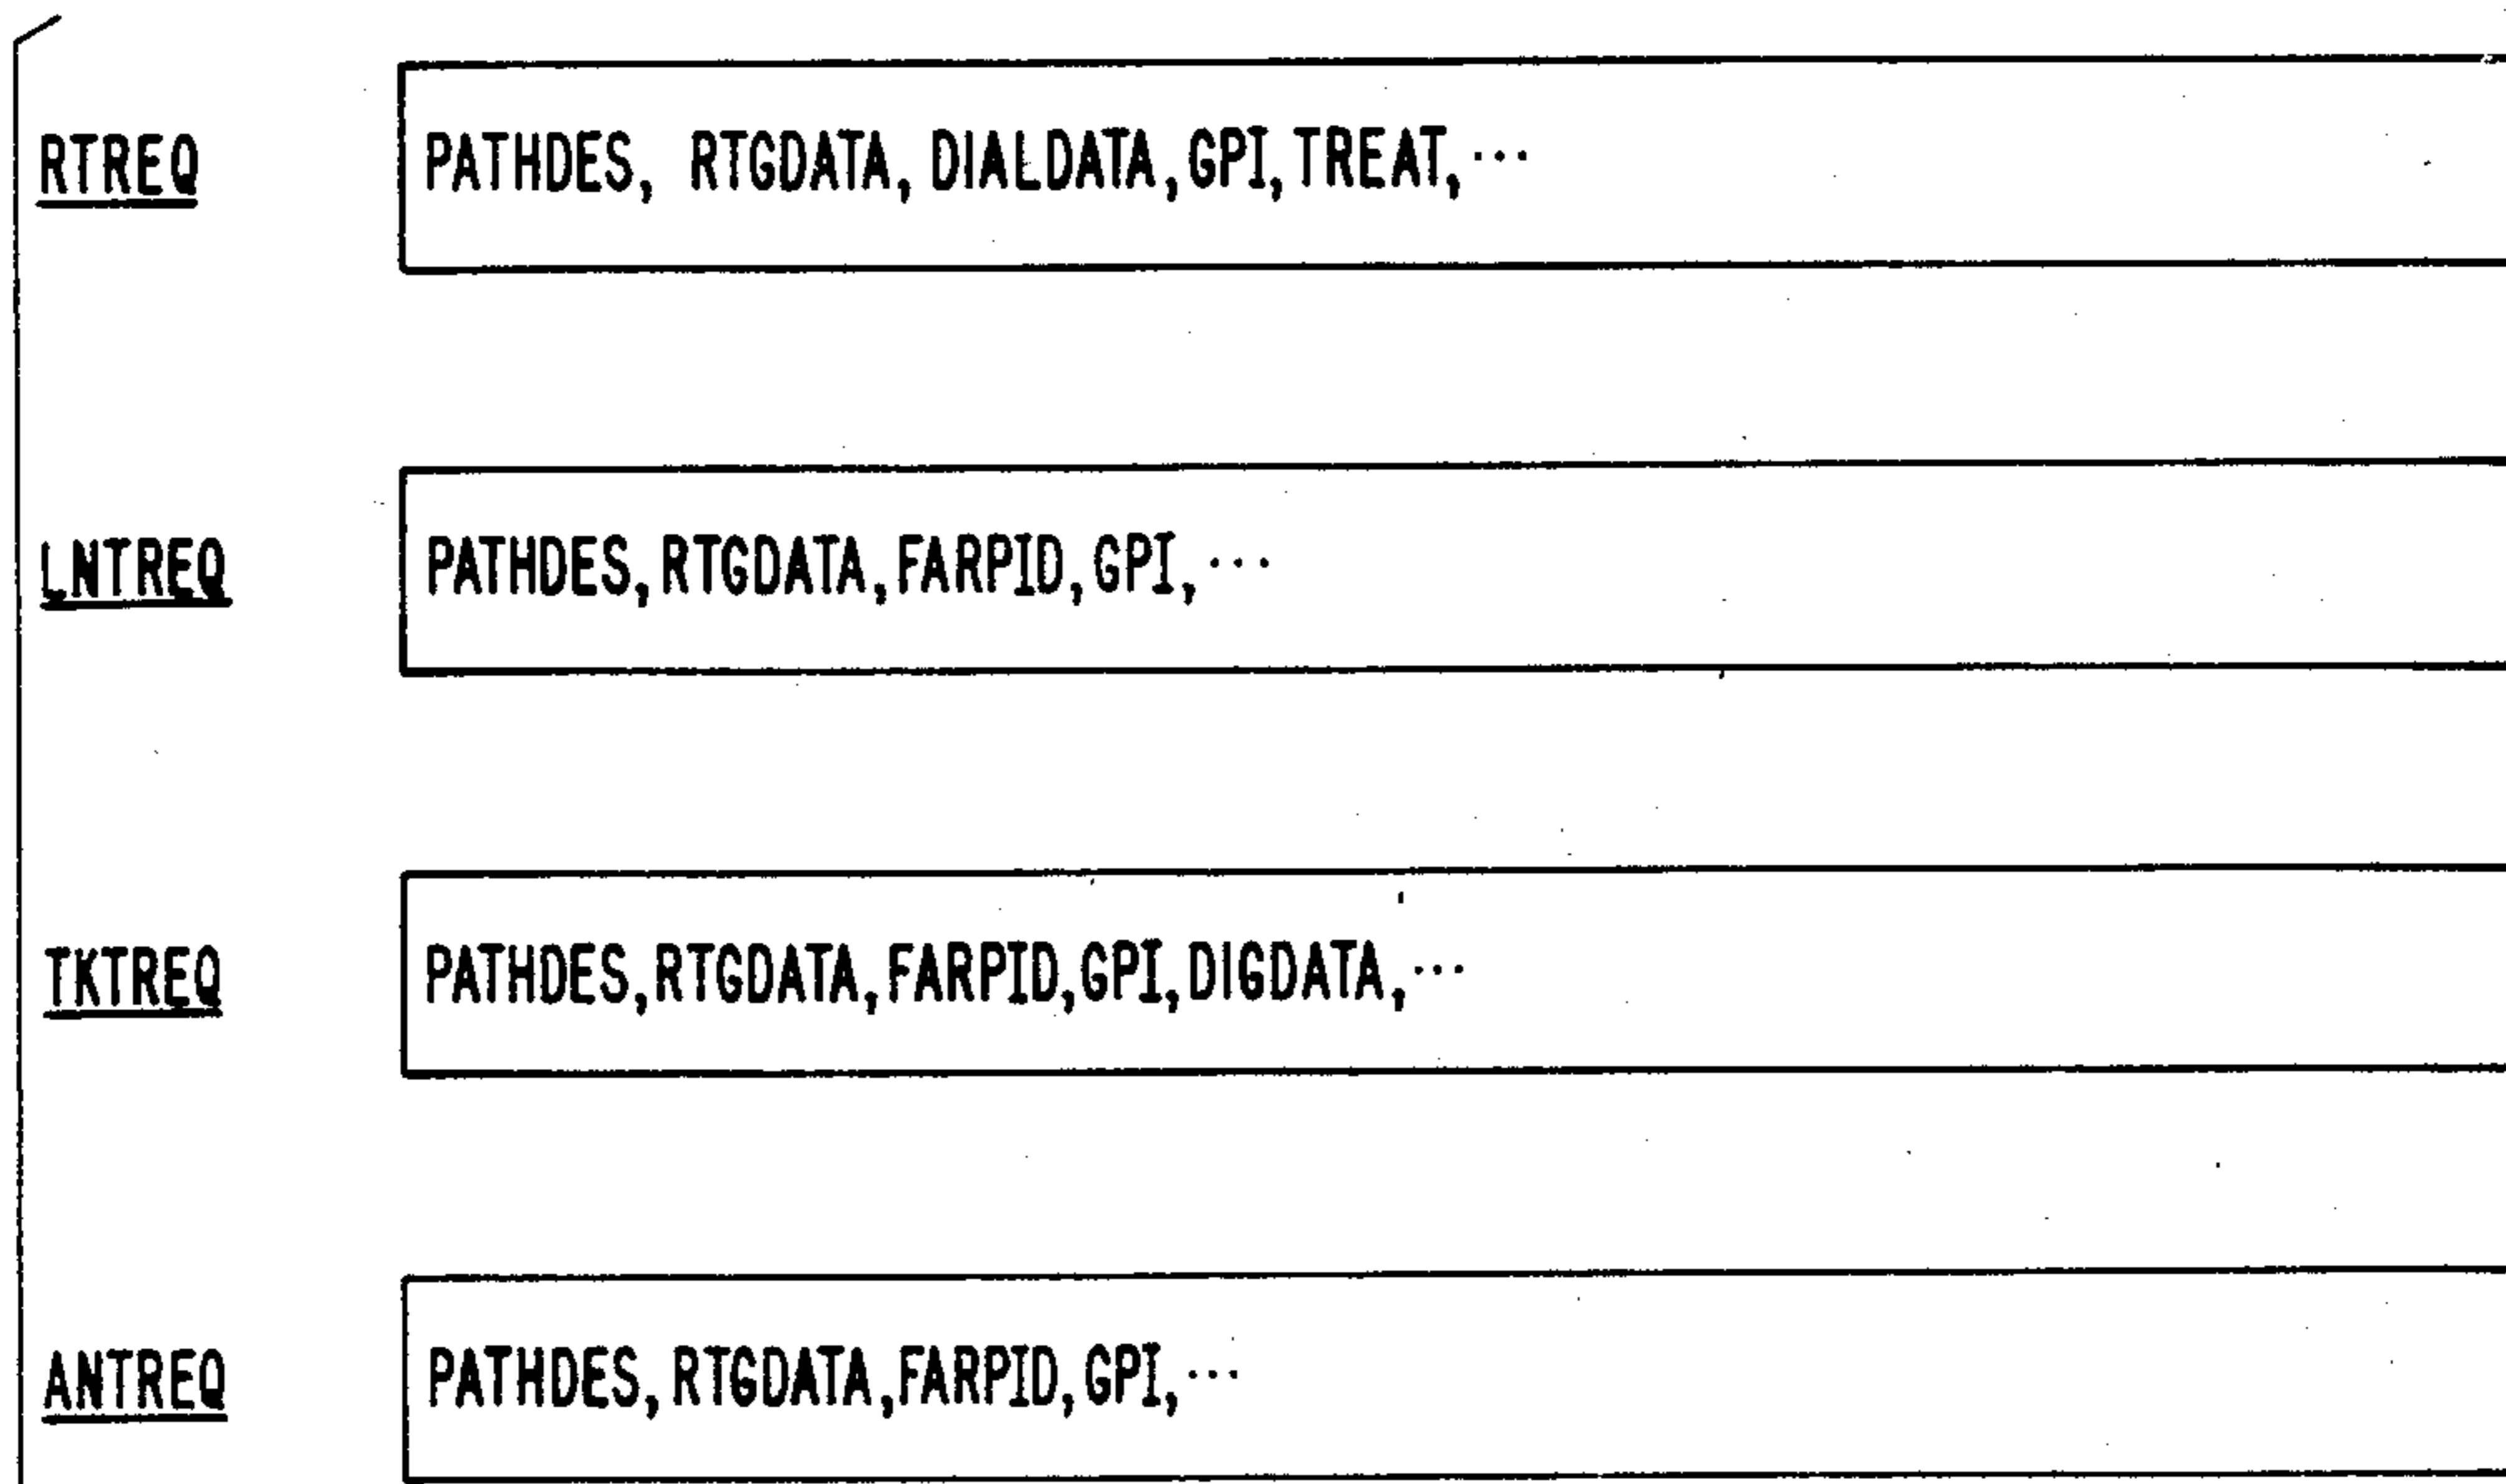 RTREQ PATHDES, RTGDATA, DIALDATA, GPI, TREAT, ···
LNTREQ PATHDES, RTGDATA, FARPID, GPI, ···
TKTREQ PATHDES, RTGDATA, FARPID, GPI, DIGDATA, ···
ANTREQ PATHDES, RTGDATA, FARPID, GPI, ···